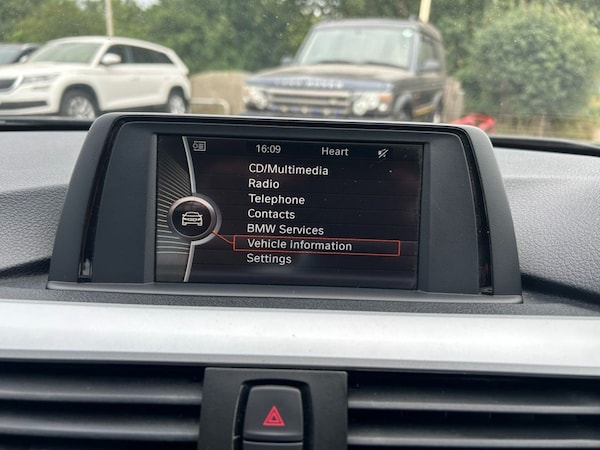 16:09 Heart
CD/Multimedia
Radio
Telephone
Contacts
BMW Services
Vehicle information
Settings